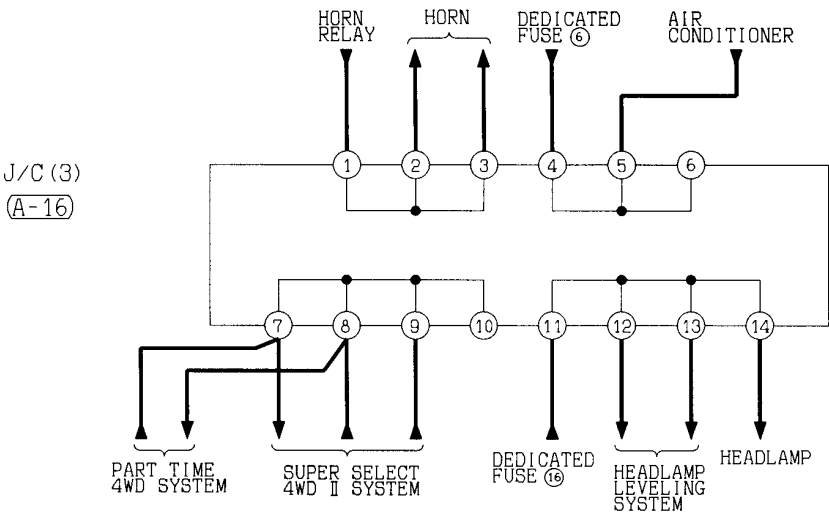 HORN
RELAY
HORN
DEDICATED
FUSE ⑥
AIR
CONDITIONER
J/C (3)
A-16
1 2 3 4 5 6
7 8 9 10 11 12 13 14
PART TIME
4WD SYSTEM
SUPER SELECT
4WD Ⅱ SYSTEM
DEDICATED
FUSE ⑯
HEADLAMP
LEVELING
SYSTEM
HEADLAMP